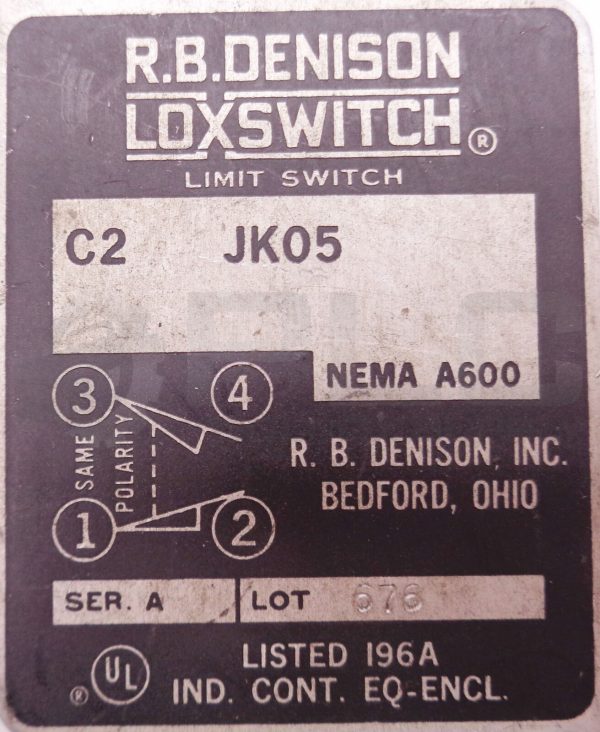 R.B.DENISON
LOXSWITCH ®
LIMIT SWITCH
C2 JK05
NEMA A600
3 4
SAME
POLARITY
1 2
R. B. DENISON, INC.
BEDFORD, OHIO
SER. A LOT 676
® UL LISTED 196A
IND. CONT. EQ-ENCL.